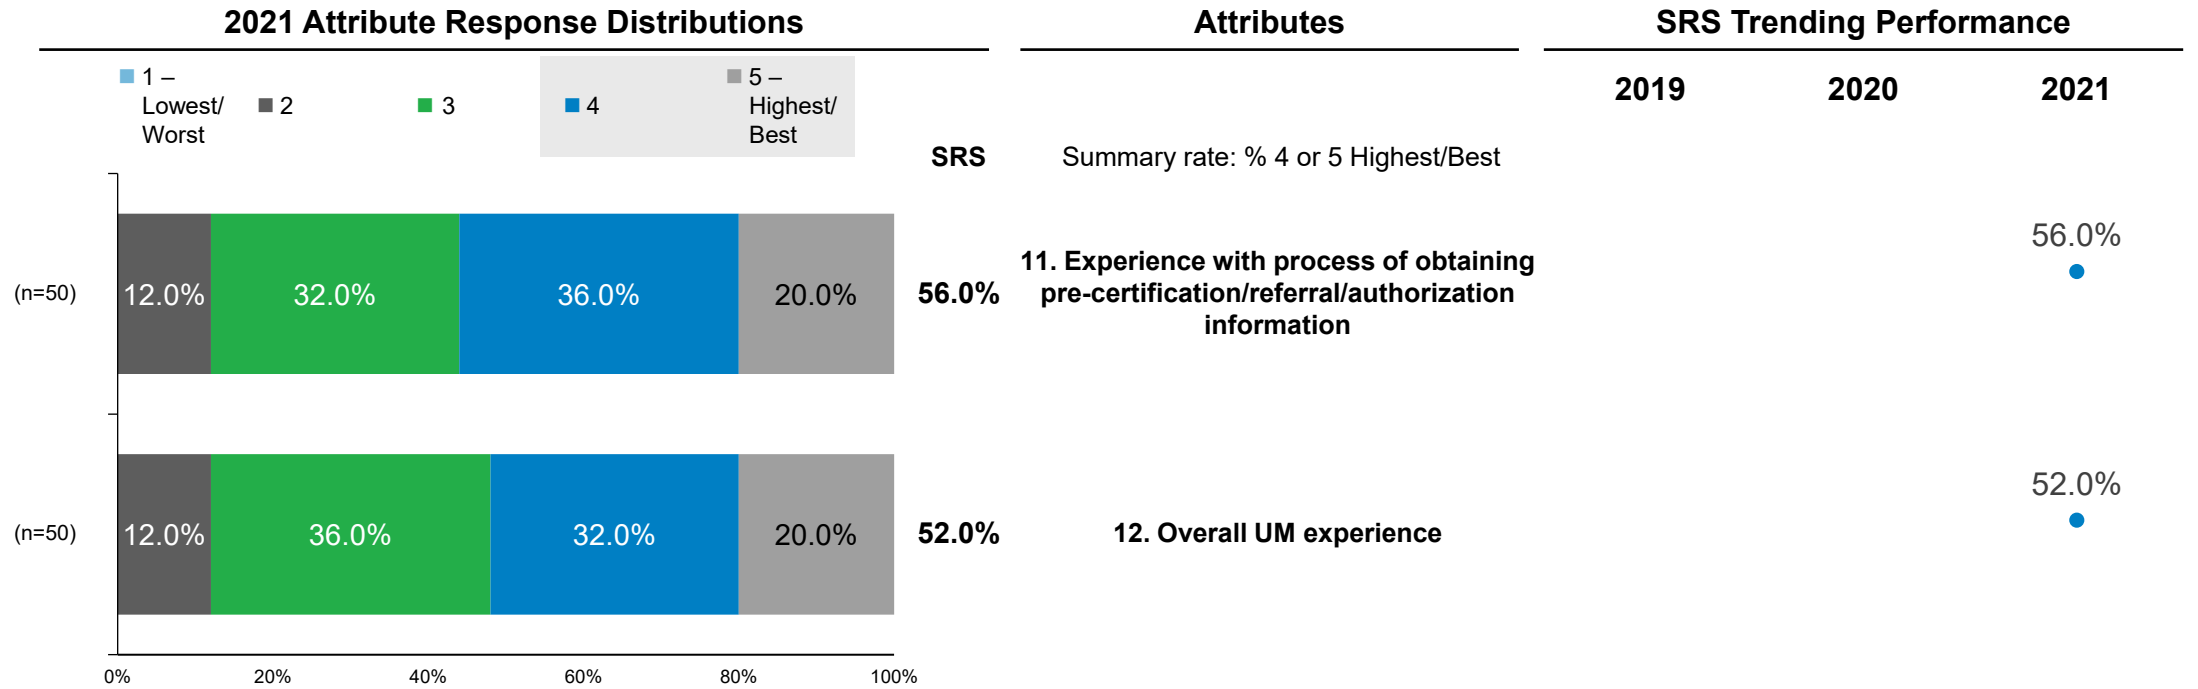 2021 Attribute Response Distributions
Attributes
SRS Trending Performance
1 –
Lowest/
Worst
2
3
4
5 –
Highest/
Best
SRS
Summary rate: % 4 or 5 Highest/Best
2019
2020
2021
(n=50)
12.0%
32.0%
36.0%
20.0%
56.0%
11. Experience with process of obtaining
pre-certification/referral/authorization
information
56.0%
(n=50)
12.0%
36.0%
32.0%
20.0%
52.0%
12. Overall UM experience
52.0%
0%
20%
40%
60%
80%
100%